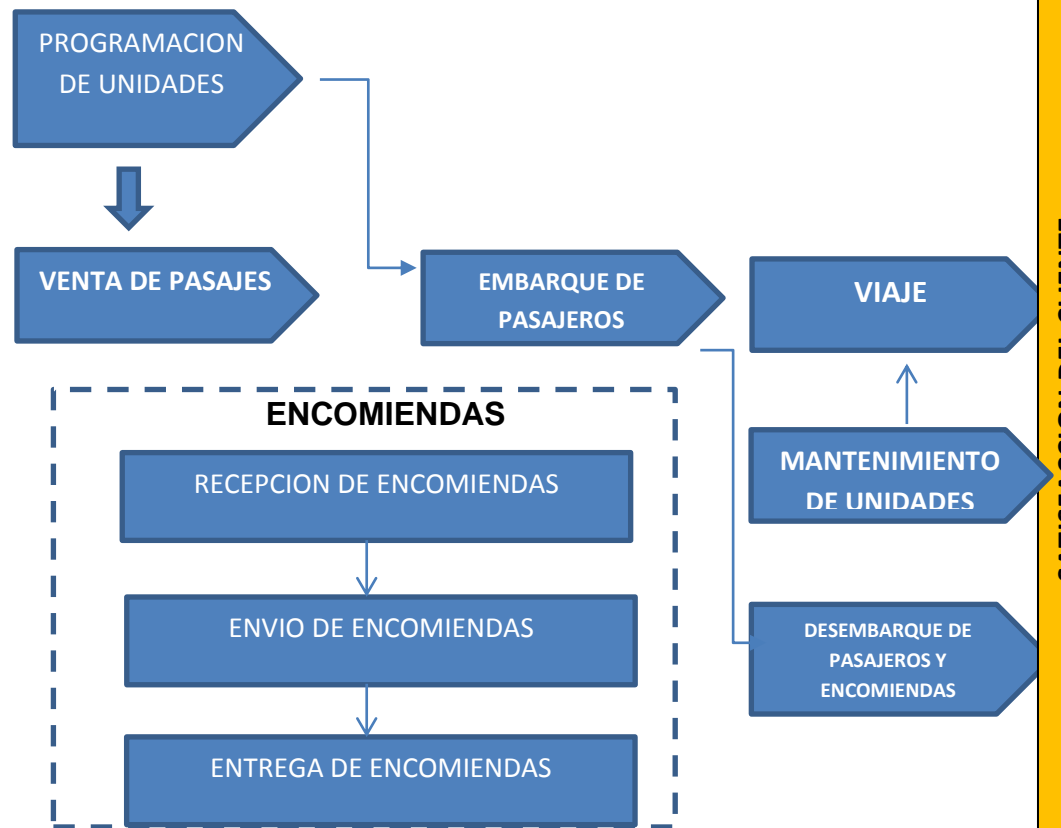 PROGRAMACION
DE UNIDADES
VENTA DE PASAJES
EMBARQUE DE
PASAJEROS
VIAJE
ENCOMIENDAS
RECEPCION DE ENCOMIENDAS
ENVIO DE ENCOMIENDAS
ENTREGA DE ENCOMIENDAS
MANTENIMIENTO
DE UNIDADES
DESEMBARQUE DE
PASAJEROS Y
ENCOMIENDAS